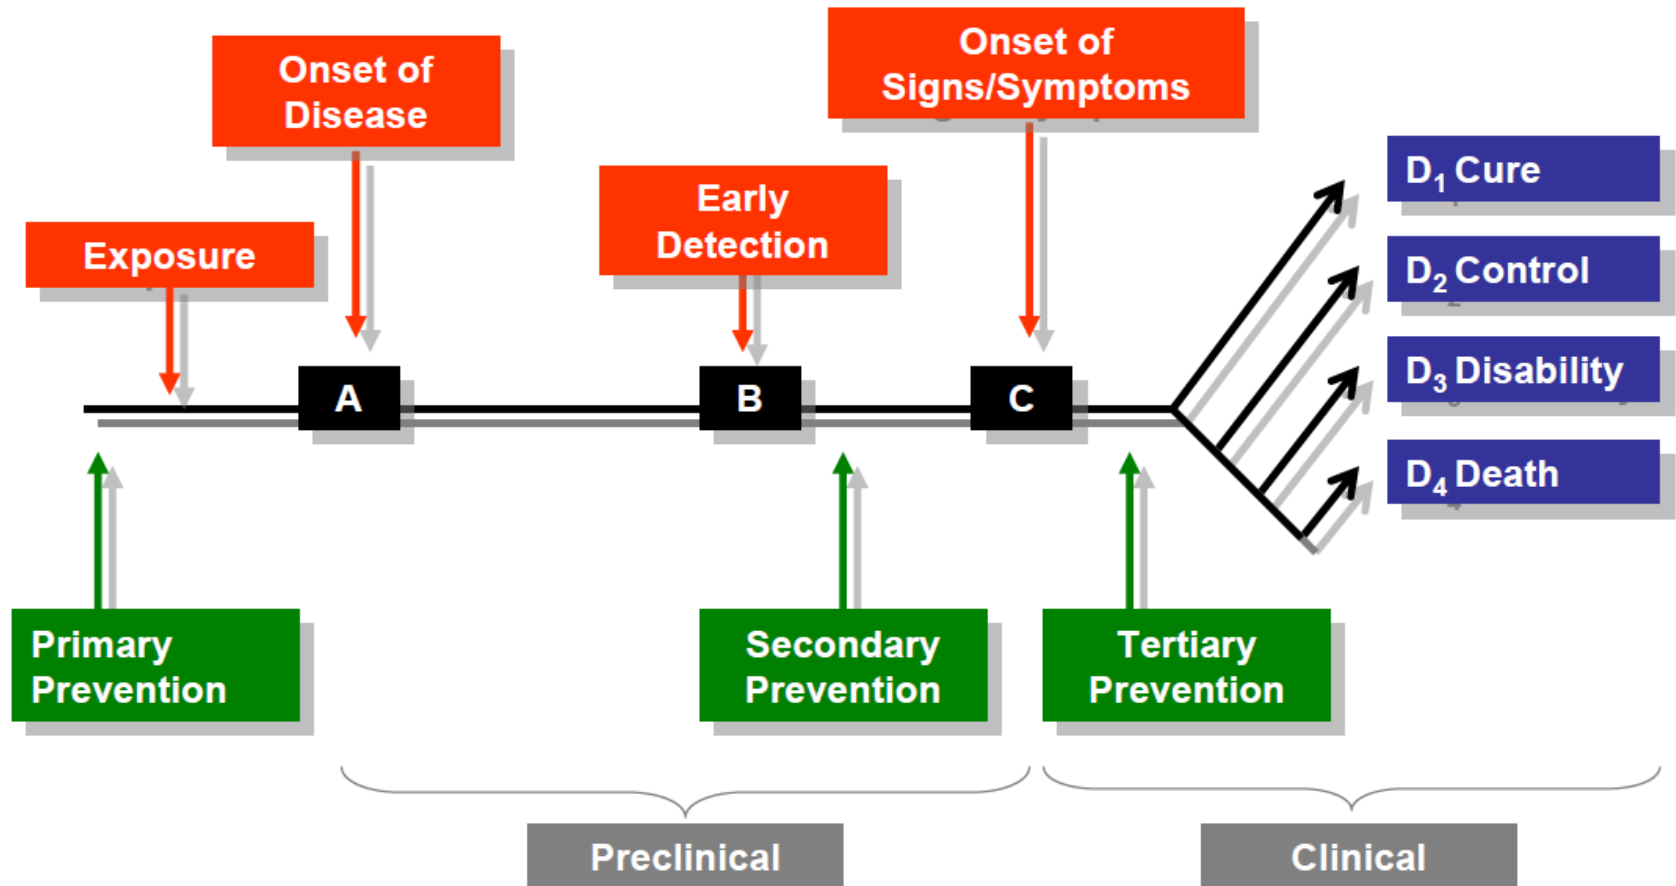 Onset of
Disease
Onset of
Signs/Symptoms
Exposure
Early
Detection
D1 Cure
D2 Control
D3 Disability
D4 Death
A
B
C
Primary
Prevention
Secondary
Prevention
Tertiary
Prevention
Preclinical
Clinical